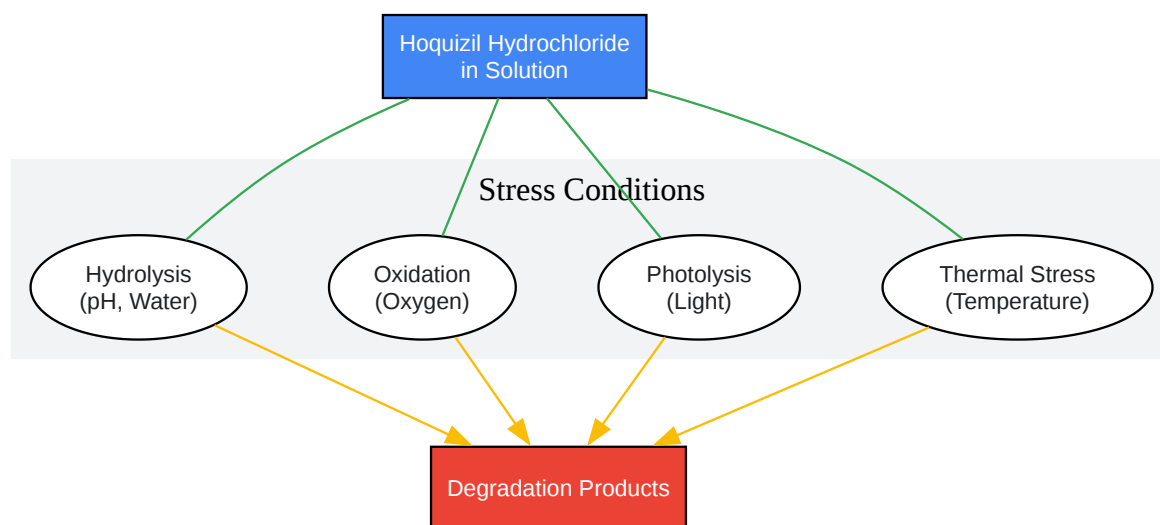 Hoquizil Hydrochloride
in Solution
Stress Conditions
Hydrolysis
(pH, Water)
Oxidation
(Oxygen)
Photolysis
(Light)
Thermal Stress
(Temperature)
Degradation Products